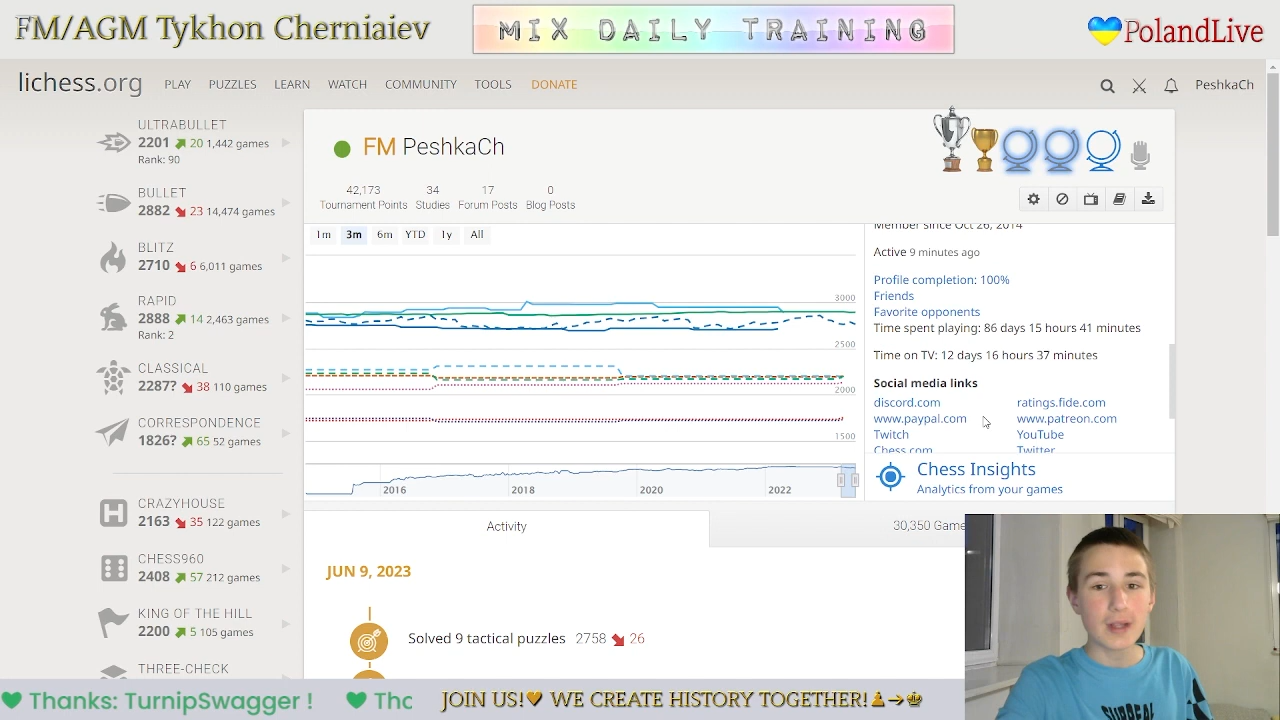 FM/AGM Tykhon Cherniaiev
MIX DAILY TRAINING
PolandLive
lichess.org
PLAY PUZZLES LEARN WATCH COMMUNITY TOOLS DONATE
PeshkaCh
ULTRABULLET
2201 20 1,442 games
Rank: 90
BULLET
2882 23 14,474 games
BLITZ
2710 6 6,011 games
RAPID
2888 14 2,463 games
Rank: 2
CLASSICAL
2287? 38 110 games
CORRESPONDENCE
1826? 65 52 games
CRAZYHOUSE
2163 35 122 games
CHESS960
2408 57 212 games
KING OF THE HILL
2200 5 105 games
THREE-CHECK
FM PeshkaCh
42,173 34 17 0
Tournament Points Studies Forum Posts Blog Posts
1m 3m 6m YTD 1y All
3000
2500
2000
1500
2016 2018 2020 2022
Member since Oct 26, 2014
Active 9 minutes ago
Profile completion: 100%
Friends
Favorite opponents
Time spent playing: 86 days 15 hours 41 minutes
Time on TV: 12 days 16 hours 37 minutes
Social media links
discord.com ratings.fide.com
www.paypal.com www.patreon.com
Twitch YouTube
Chess.com Twitter
Chess Insights
Analytics from your games
Activity
30,350 Game
JUN 9, 2023
Solved 9 tactical puzzles 2758 26
SURREAL
Thanks: TurnipSwagger ! Tha
JOIN US!🧡 WE CREATE HISTORY TOGETHER!♟→♚